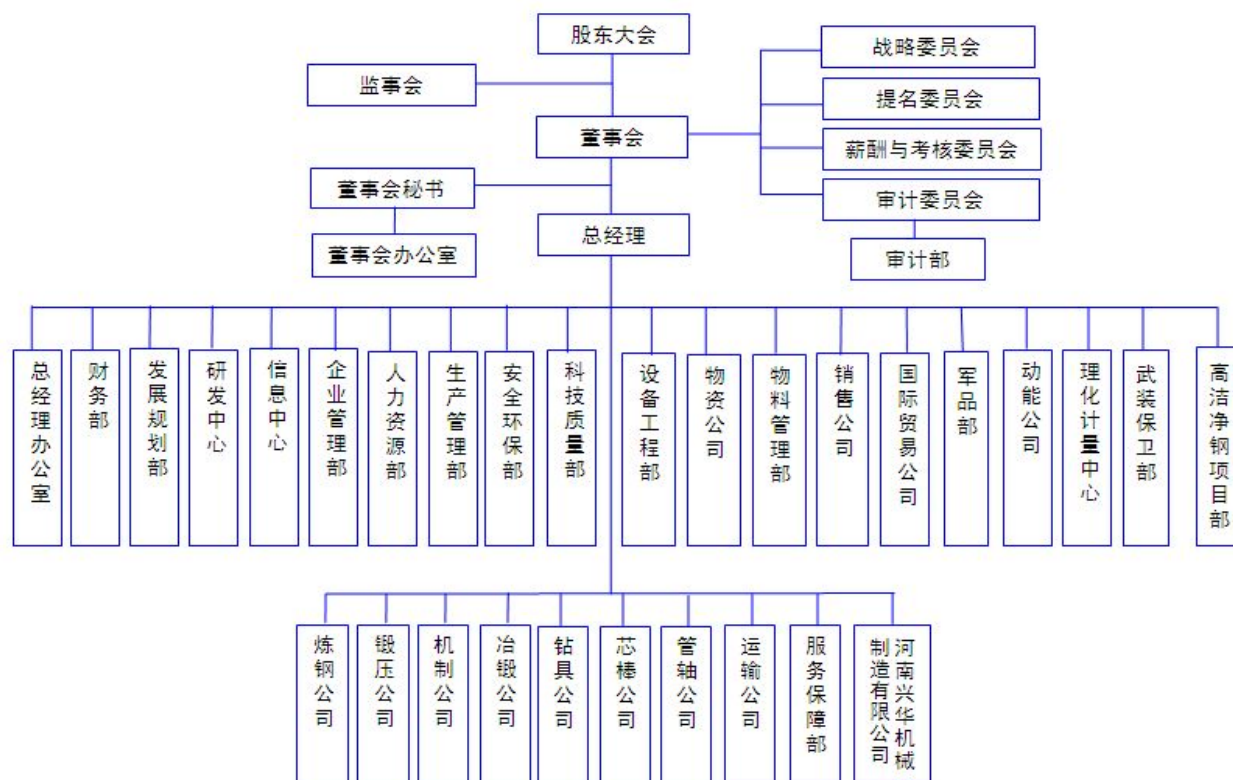 股东大会
战略委员会
监事会
提名委员会
董事会
薪酬与考核委员会
董事会秘书
审计委员会
总经理
董事会办公室
审计部
总经理办公室
财务部
发展规划部
研发中心
信息中心
企业管理部
人力资源部
生产管理部
安全环保部
科技质量部
设备工程部
物资公司
物料管理部
销售公司
国际贸易公司
军品部
动能公司
理化计量中心
武装保卫部
高洁净钢项目部
炼钢公司
锻压公司
机制公司
冶锻公司
钻具公司
芯棒公司
管轴公司
运输公司
服务保障部
河南兴华机械
制造有限公司